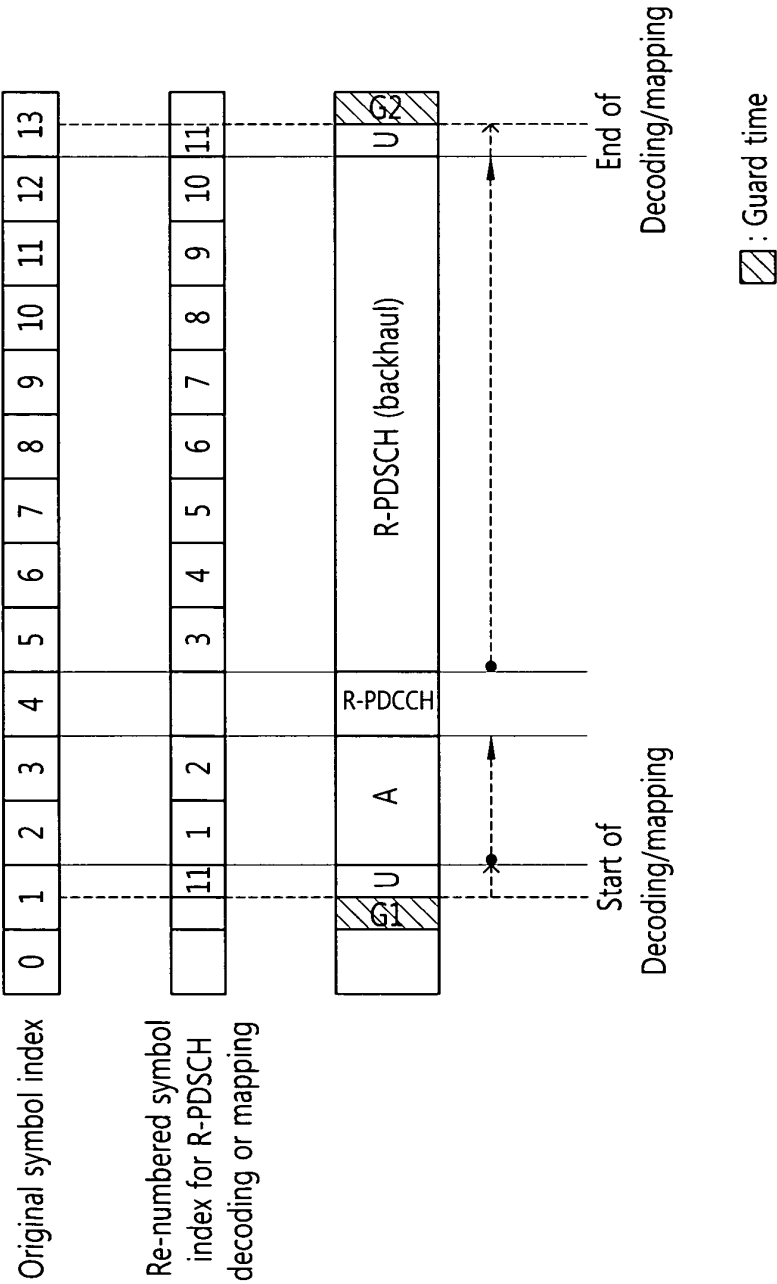 Original symbol index
0 1 2 3 4 5 6 7 8 9 10 11 12 13
Re-numbered symbol
index for R-PDSCH
decoding or mapping
11 1 2 3 4 5 6 7 8 9 10 11
G1 U A R-PDCCH R-PDSCH (backhaul) U G2
Start of
Decoding/mapping
End of
Decoding/mapping
: Guard time